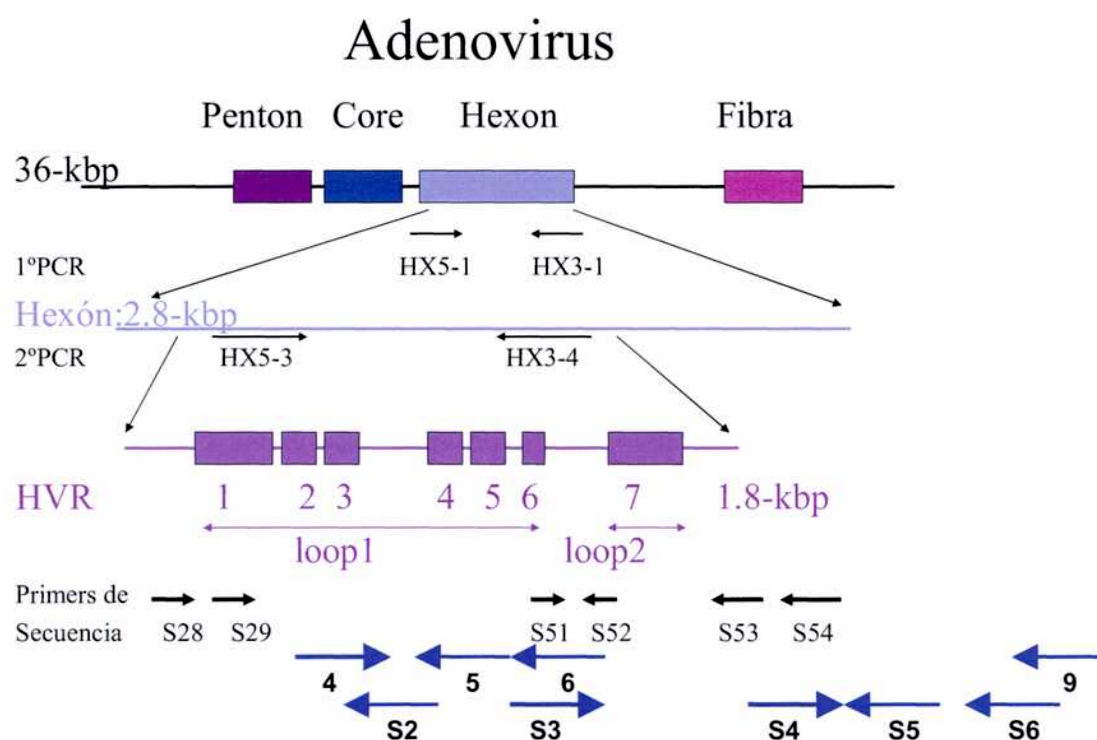 Adenovirus
Penton Core Hexon Fibra
36-kbp
1ºPCR HX5-1 HX3-1
Hexón:2.8-kbp
2ºPCR HX5-3 HX3-4
HVR 1 2 3 4 5 6 7 1.8-kbp
loop1 loop2
Primers de
Secuencia S28 S29 S51 S52 S53 S54
4 5 6 9
S2 S3 S4 S5 S6